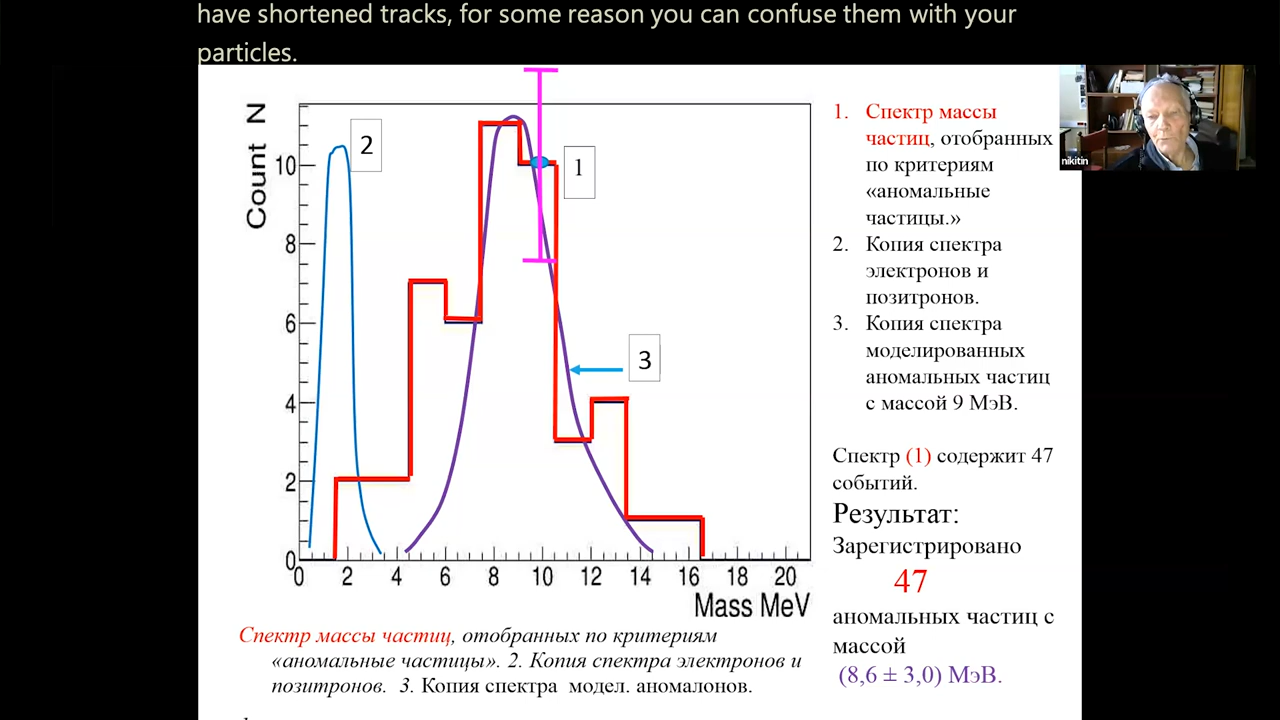 have shortened tracks, for some reason you can confuse them with your
particles.
Count N
10
8
6
4
2
0
2
1
3
0 2 4 6 8 10 12 14 16 18 20
Mass MeV
Спектр массы частиц, отобранных по критериям
«аномальные частицы». 2. Копия спектра электронов и
позитронов. 3. Копия спектра модел. аномалонов.
1. Спектр массы
частиц, отобранных
по критериям
«аномальные
частицы.»
2. Копия спектра
электронов и
позитронов.
3. Копия спектра
моделированных
аномальных частиц
с массой 9 МэВ.
Спектр (1) содержит 47
событий.
Результат:
Зарегистрировано
47
аномальных частиц с
массой
(8,6 ± 3,0) МэВ.
nikitin